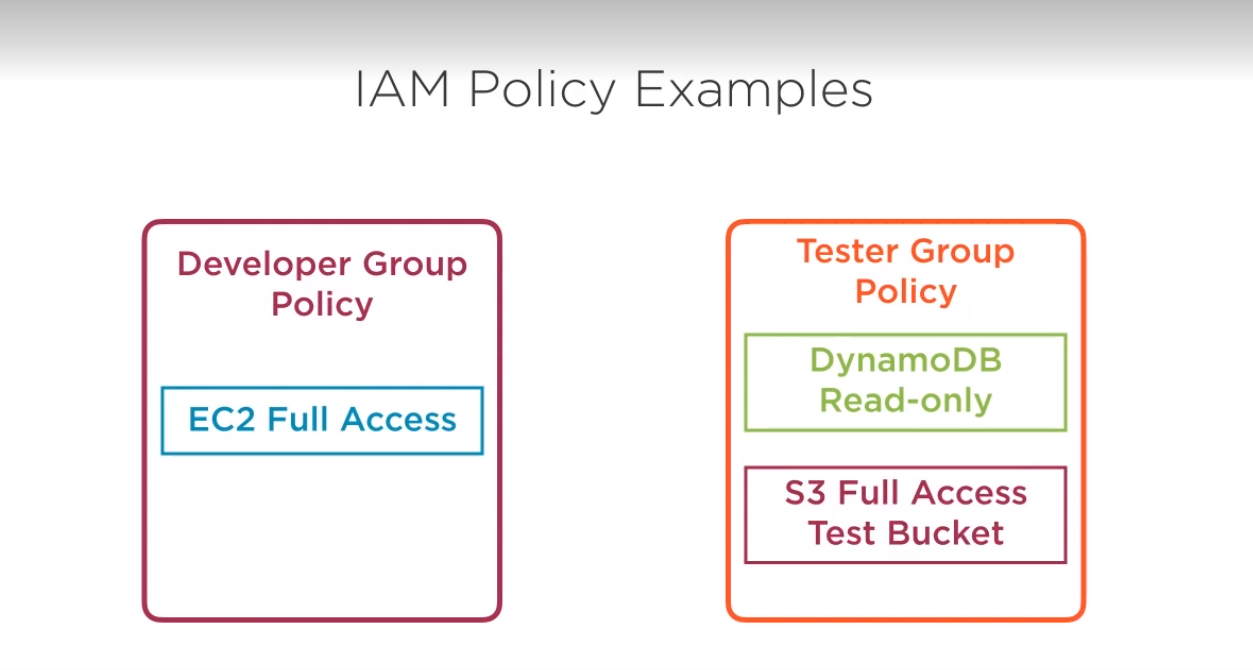 IAM Policy Examples
Developer Group
Policy
EC2 Full Access
Tester Group
Policy
DynamoDB
Read-only
S3 Full Access
Test Bucket